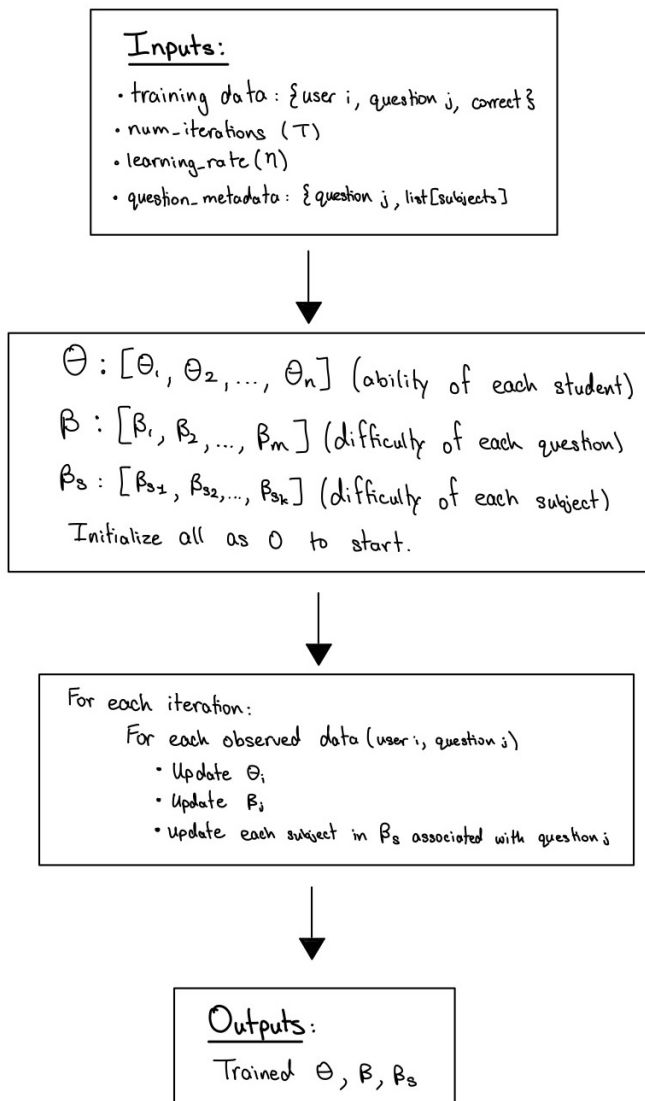 Inputs:
• training data: {user i, question j, correct}
• num_iterations (T)
• learning_rate (η)
• question_metadata: {question j, list[subjects]
θ: [θ₁, θ₂, ..., θₙ] (ability of each student)
β: [β₁, β₂, ..., βₘ] (difficulty of each question)
βₛ: [βₛ₁, βₛ₂, ..., βₛₖ] (difficulty of each subject)
Initialize all as 0 to start.
For each iteration:
For each observed data (user i, question j)
• Update θᵢ
• Update βⱼ
• update each subject in βₛ associated with question j
Outputs:
Trained θ, β, βₛ